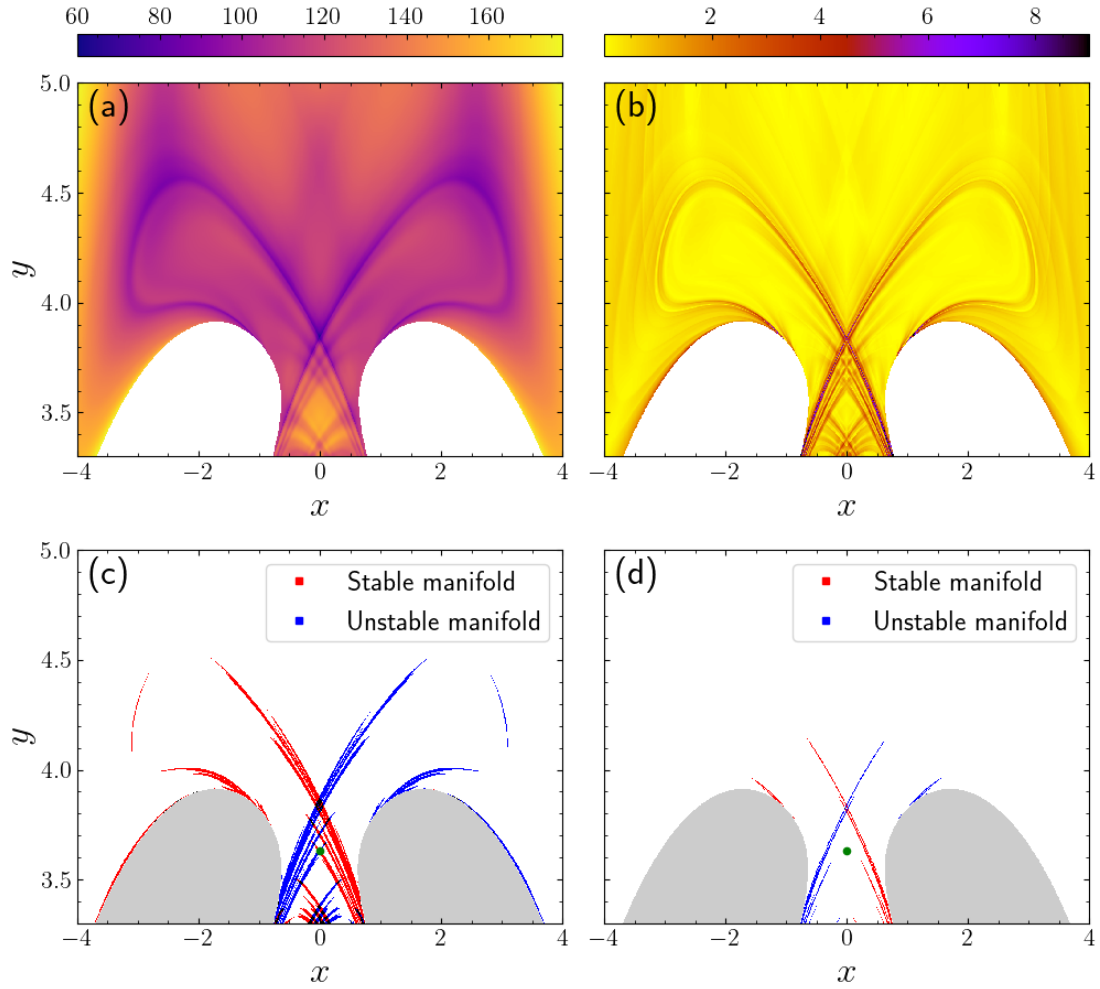 60 80 100 120 140 160
2 4 6 8
(a)
5.0
4.5
4.0
3.5
y
−4 −2 0 2 4
x
(b)
−4 −2 0 2 4
x
(c)
Stable manifold
Unstable manifold
5.0
4.5
4.0
3.5
y
−4 −2 0 2 4
x
(d)
Stable manifold
Unstable manifold
−4 −2 0 2 4
x